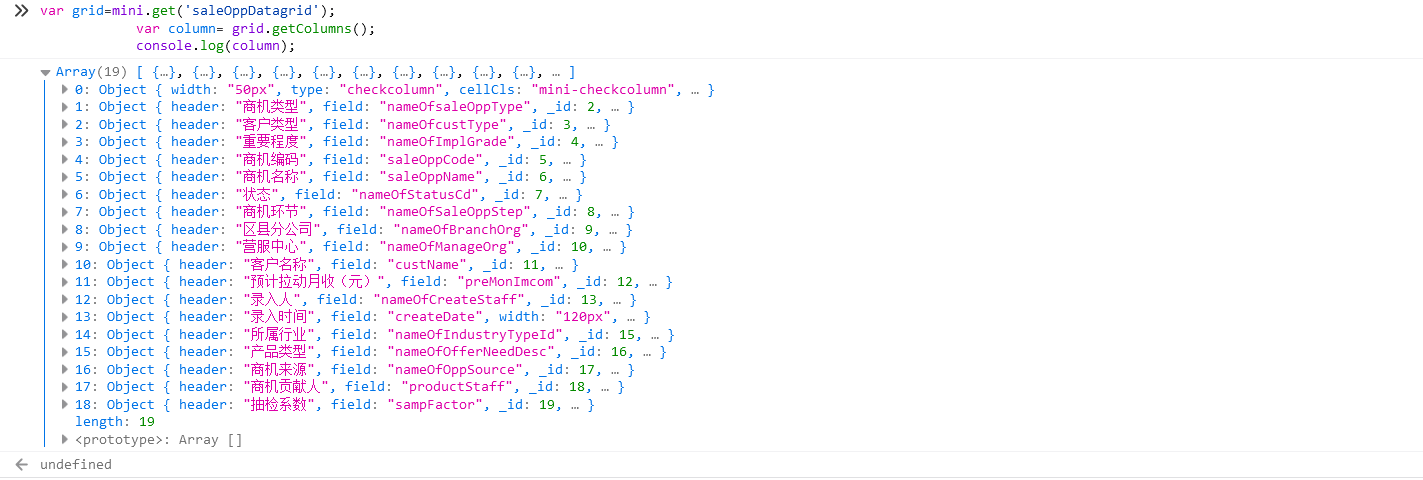 var grid=mini.get('saleOppDatagrid');
var column= grid.getColumns();
console.log(column);
Array(19) [ {…}, {…}, {…}, {…}, {…}, {…}, {…}, {…}, {…}, {…}, … ]
0: Object { width: "50px", type: "checkcolumn", cellCls: "mini-checkcolumn", … }
1: Object { header: "商机类型", field: "nameOfsaleOppType", _id: 2, … }
2: Object { header: "客户类型", field: "nameOfcustType", _id: 3, … }
3: Object { header: "重要程度", field: "nameOfImplGrade", _id: 4, … }
4: Object { header: "商机编码", field: "saleOppCode", _id: 5, … }
5: Object { header: "商机名称", field: "saleOppName", _id: 6, … }
6: Object { header: "状态", field: "nameOfStatusCd", _id: 7, … }
7: Object { header: "商机环节", field: "nameOfSaleOppStep", _id: 8, … }
8: Object { header: "区县分公司", field: "nameOfBranchOrg", _id: 9, … }
9: Object { header: "营服中心", field: "nameOfManageOrg", _id: 10, … }
10: Object { header: "客户名称", field: "custName", _id: 11, … }
11: Object { header: "预计拉动月收（元）", field: "preMonImcom", _id: 12, … }
12: Object { header: "录入人", field: "nameOfCreateStaff", _id: 13, … }
13: Object { header: "录入时间", field: "createDate", width: "120px", … }
14: Object { header: "所属行业", field: "nameOfIndustryTypeId", _id: 15, … }
15: Object { header: "产品类型", field: "nameOfOfferNeedDesc", _id: 16, … }
16: Object { header: "商机来源", field: "nameOfOppSource", _id: 17, … }
17: Object { header: "商机贡献人", field: "productStaff", _id: 18, … }
18: Object { header: "抽检系数", field: "sampFactor", _id: 19, … }
length: 19
<prototype>: Array []
undefined